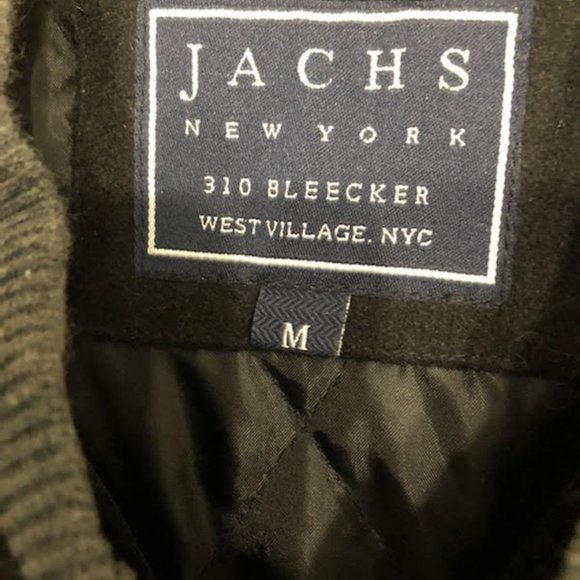 JACHS
NEW YORK
310 BLEECKER
WEST VILLAGE, NYC
M